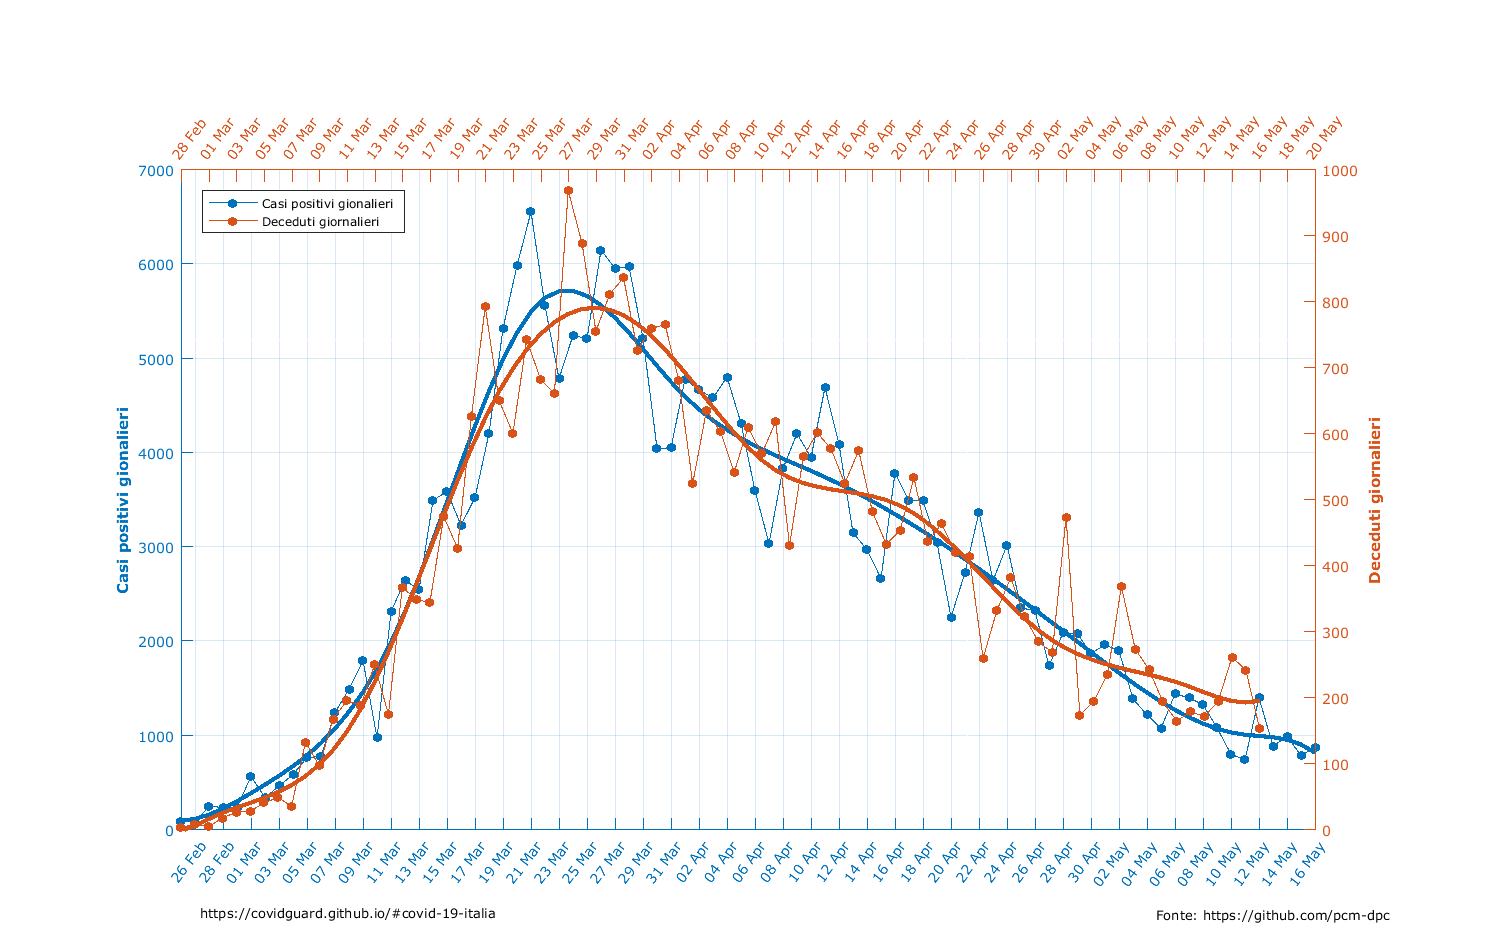 28 Feb 01 Mar 03 Mar 05 Mar 07 Mar 09 Mar 11 Mar 13 Mar 15 Mar 17 Mar 19 Mar 21 Mar 23 Mar 25 Mar 27 Mar 29 Mar 31 Mar 02 Apr 04 Apr 06 Apr 08 Apr 10 Apr 12 Apr 14 Apr 16 Apr 18 Apr 20 Apr 22 Apr 24 Apr 26 Apr 28 Apr 30 Apr 02 May 04 May 06 May 08 May 10 May 12 May 14 May 16 May 18 May 20 May
Casi positivi gionalieri
Deceduti giornalieri
7000
6000
5000
4000
3000
2000
1000
0
Casi positivi gionalieri
1000
900
800
700
600
500
400
300
200
100
0
Deceduti giornalieri
26 Feb 28 Feb 01 Mar 03 Mar 05 Mar 07 Mar 09 Mar 11 Mar 13 Mar 15 Mar 17 Mar 19 Mar 21 Mar 23 Mar 25 Mar 27 Mar 29 Mar 31 Mar 02 Apr 04 Apr 06 Apr 08 Apr 10 Apr 12 Apr 14 Apr 16 Apr 18 Apr 20 Apr 22 Apr 24 Apr 26 Apr 28 Apr 30 Apr 02 May 04 May 06 May 08 May 10 May 12 May 14 May 16 May
https://covidguard.github.io/#covid-19-italia
Fonte: https://github.com/pcm-dpc